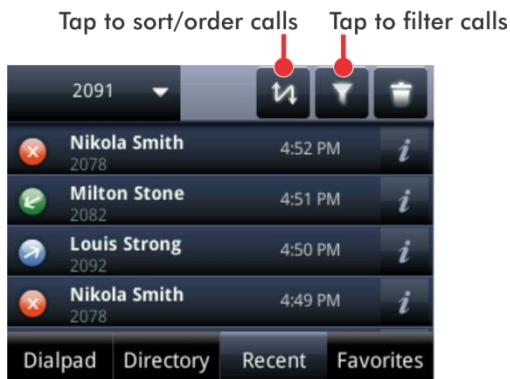 Tap to sort/order calls Tap to filter calls
2091
Nikola Smith 4:52 PM i
2078
Milton Stone 4:51 PM i
2082
Louis Strong 4:50 PM i
2092
Nikola Smith 4:49 PM i
2078
Dialpad Directory Recent Favorites